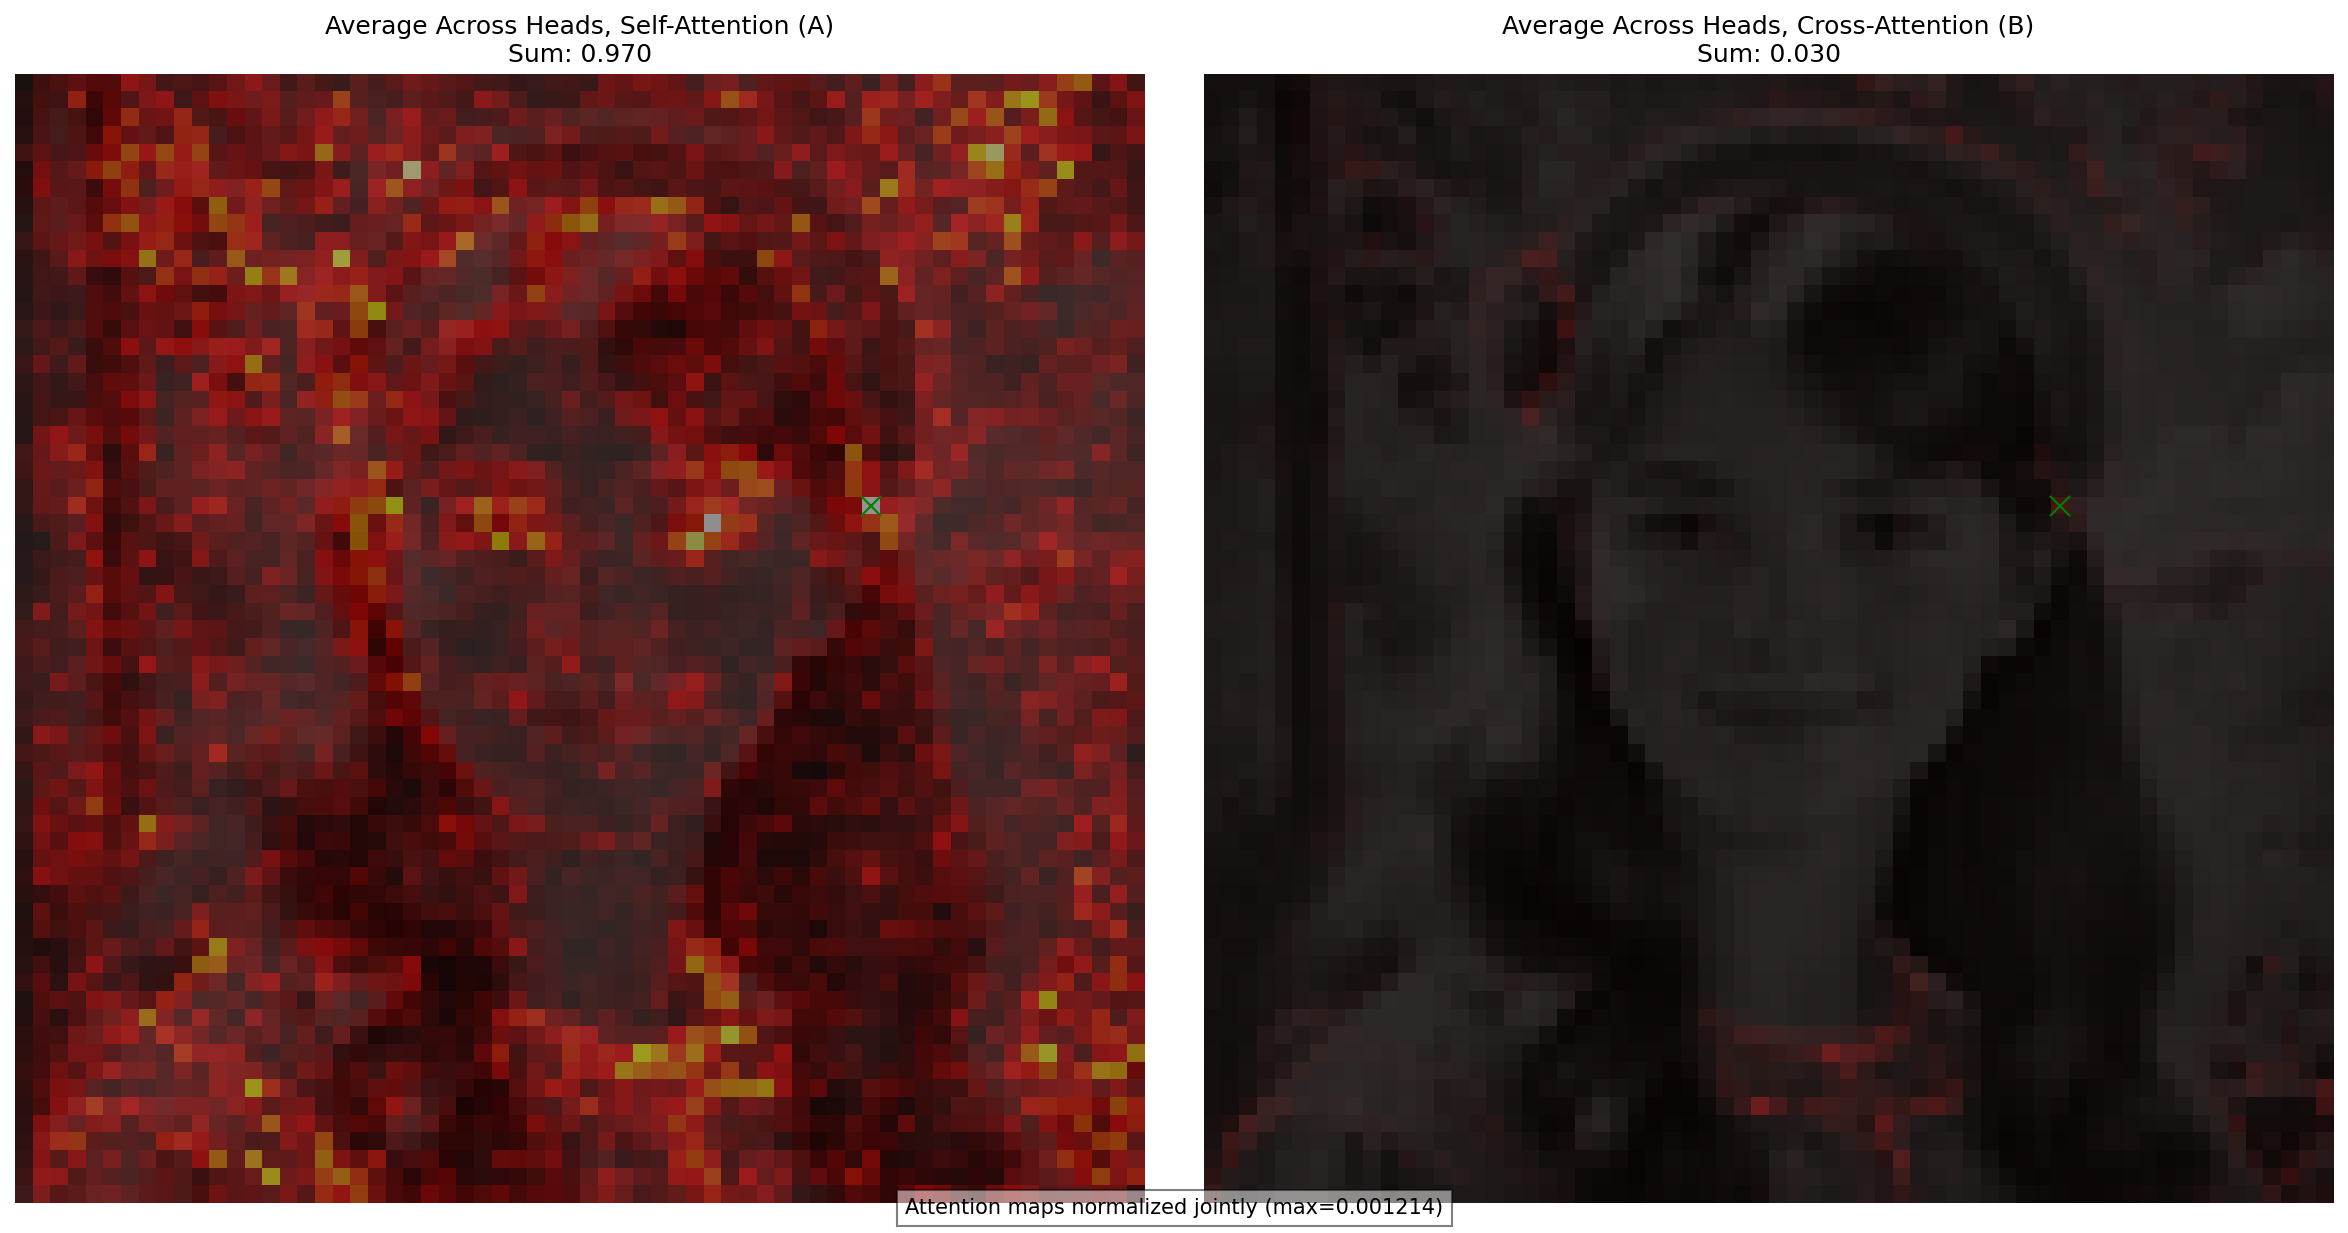 Average Across Heads, Self-Attention (A)
Sum: 0.970
Average Across Heads, Cross-Attention (B)
Sum: 0.030
Attention maps normalized jointly (max=0.001214)